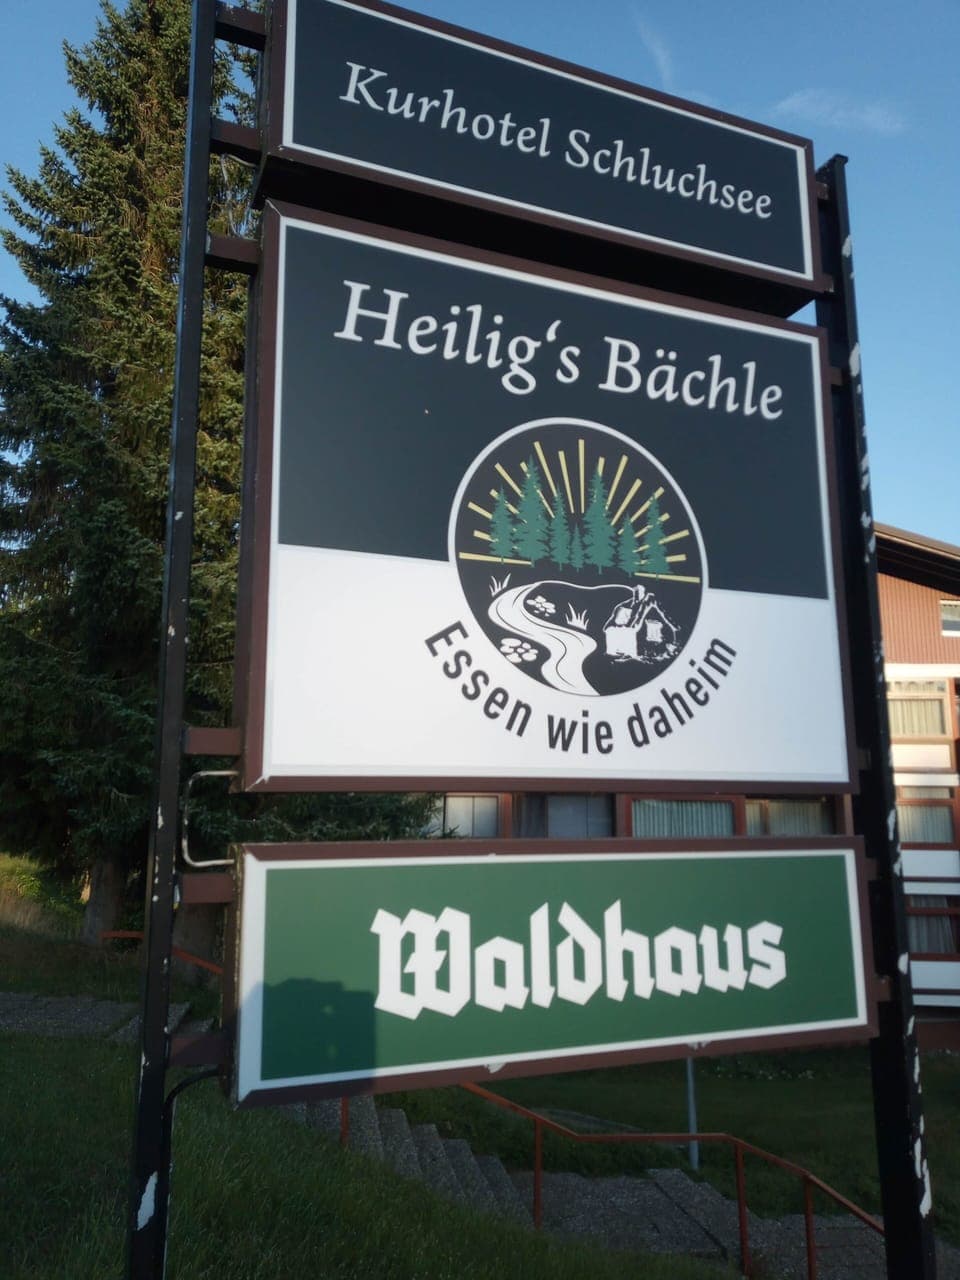 Kurhotel Schluchsee
Heilig‘s Bächle
Essen wie daheim
Waldhaus